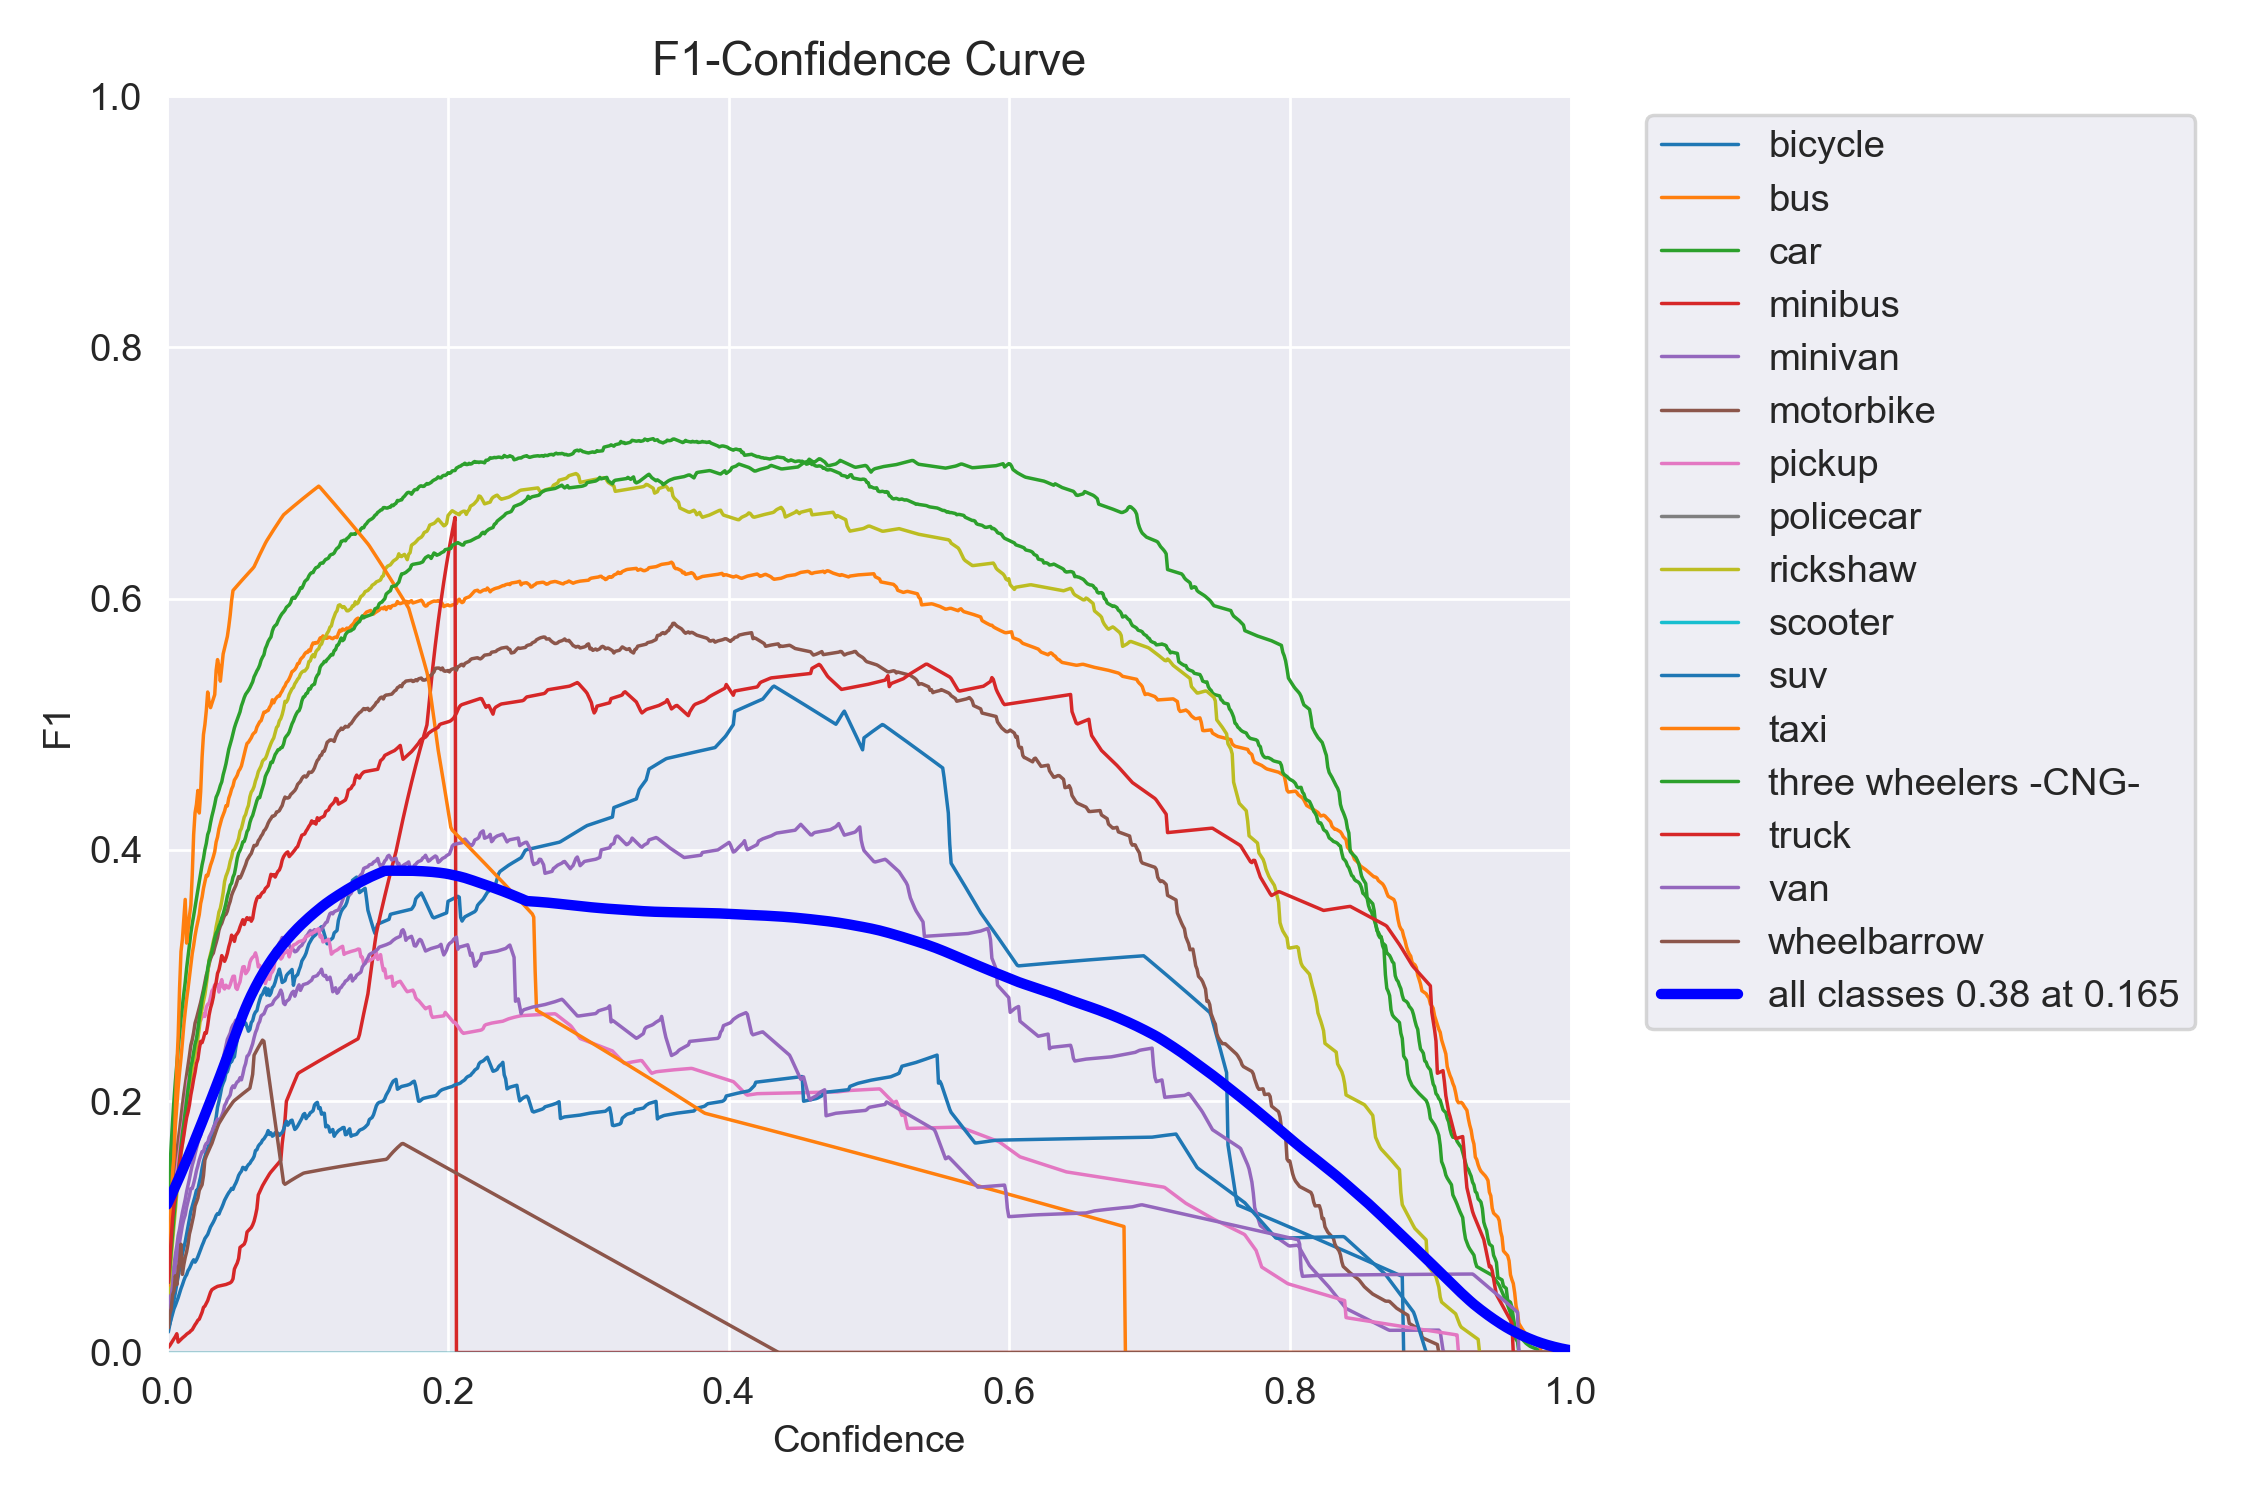 F1-Confidence Curve
1.0
0.8
0.6
0.4
0.2
0.0
F1
0.0 0.2 0.4 0.6 0.8 1.0
Confidence
bicycle
bus
car
minibus
minivan
motorbike
pickup
policecar
rickshaw
scooter
suv
taxi
three wheelers -CNG-
truck
van
wheelbarrow
all classes 0.38 at 0.165